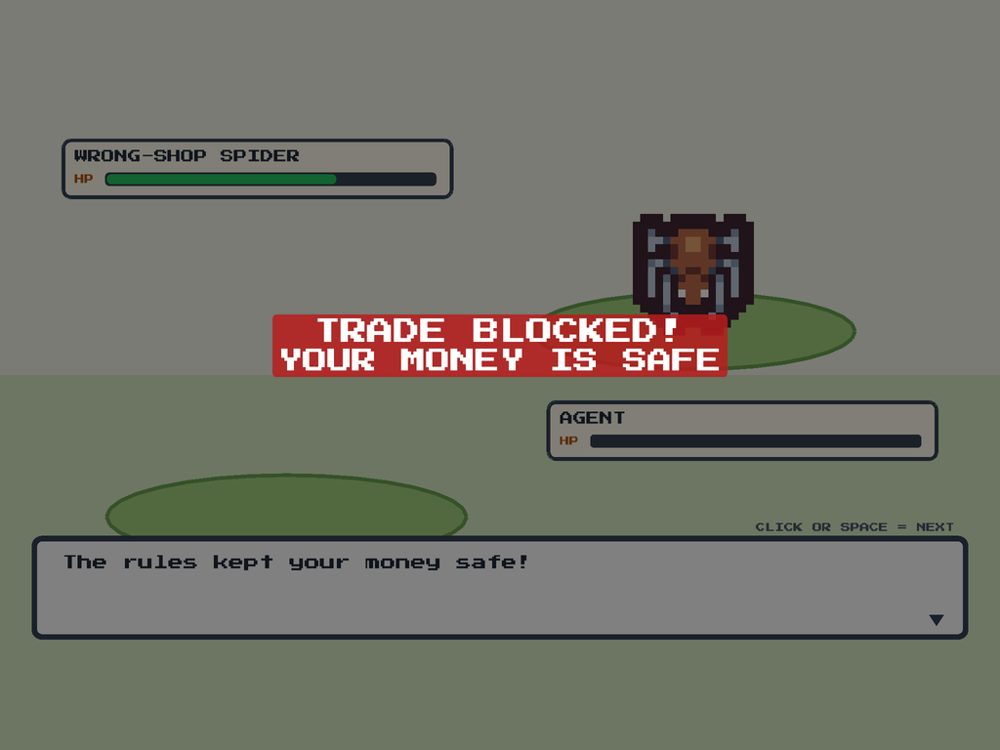 WRONG-SHOP SPIDER
HP
TRADE BLOCKED!
YOUR MONEY IS SAFE
AGENT
HP
CLICK OR SPACE = NEXT
The rules kept your money safe!